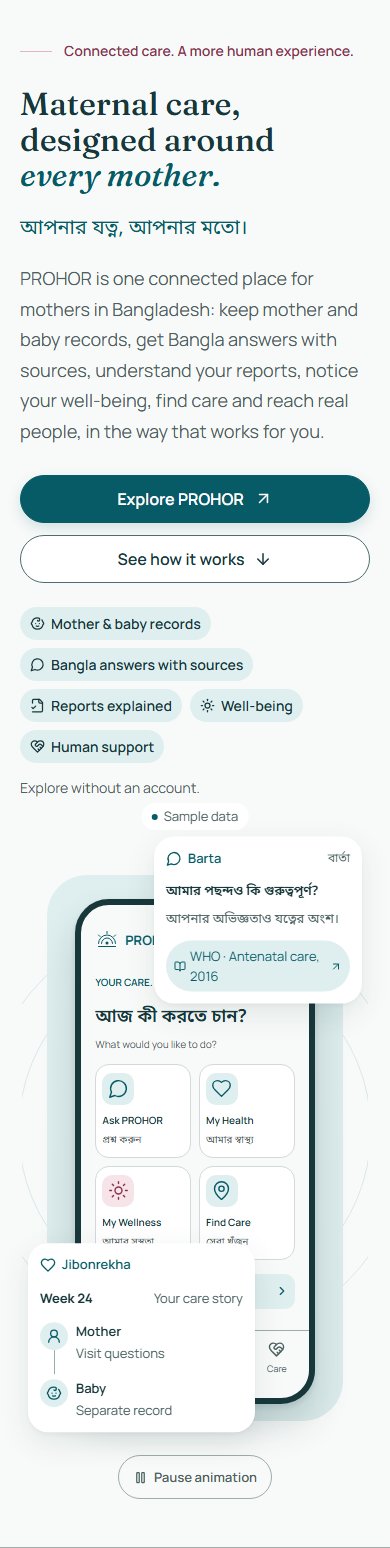 Connected care. A more human experience.
Maternal care,
designed around
every mother.
আপনার যত্ন, আপনার মতো।
PROHOR is one connected place for
mothers in Bangladesh: keep mother and
baby records, get Bangla answers with
sources, understand your reports, notice
your well-being, find care and reach real
people, in the way that works for you.
Explore PROHOR
See how it works
Mother & baby records
Bangla answers with sources
Reports explained
Well-being
Human support
Explore without an account.
Sample data
Barta বার্তা
আমার পছন্দও কি গুরুত্বপূর্ণ?
আপনার অভিজ্ঞতাও যত্নের অংশ।
WHO · Antenatal care,
2016
YOUR CARE.
আজ কী করতে চান?
What would you like to do?
Ask PROHOR
প্রশ্ন করুন
My Health
আমার স্বাস্থ্য
My Wellness
Find Care
Jibonrekha
Week 24 Your care story
Mother
Visit questions
Baby
Separate record
Care
Pause animation